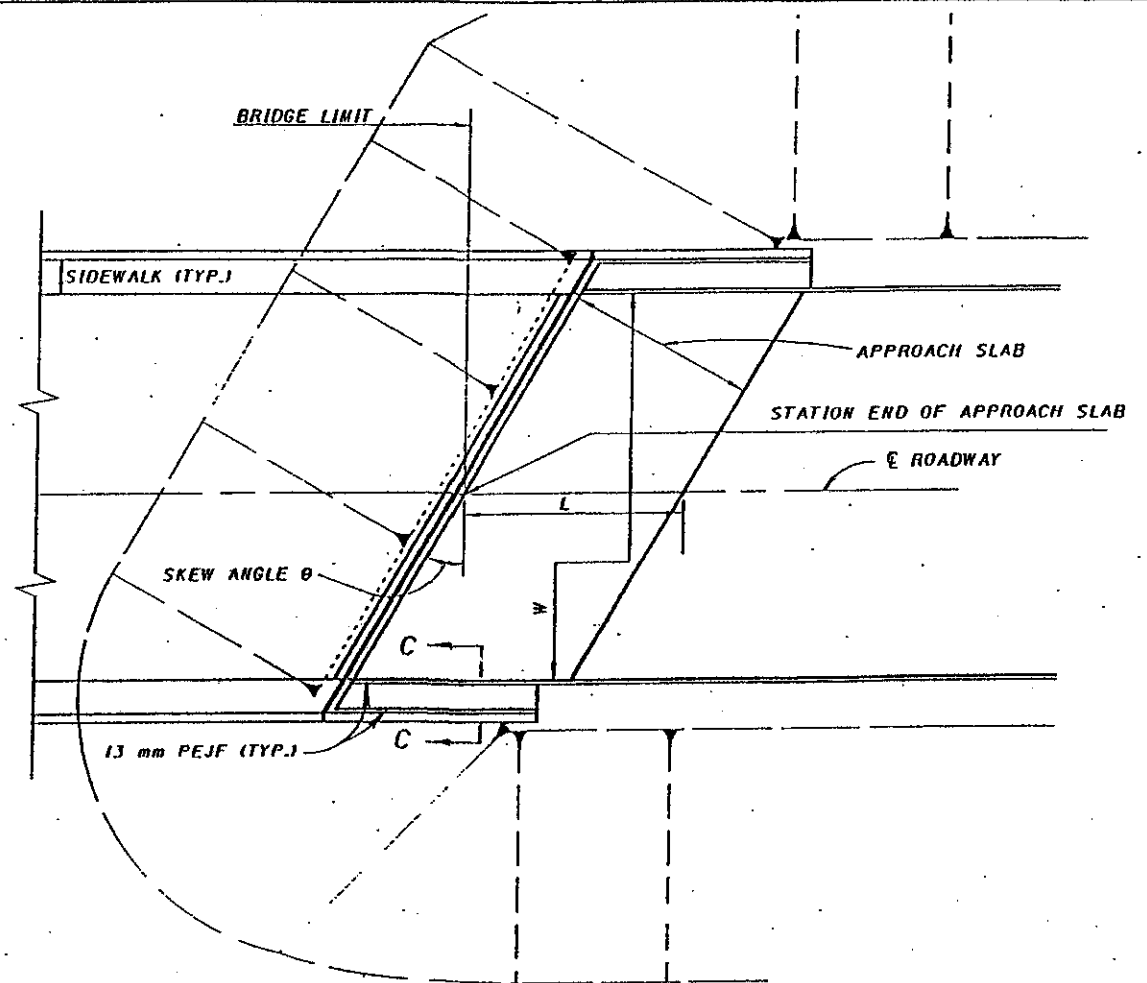 BRIDGE LIMIT
SIDEWALK (TYP.)
APPROACH SLAB
STATION END OF APPROACH SLAB
℄ ROADWAY
L
SKEW ANGLE θ
W
C
C
13 mm PEJF (TYP.)